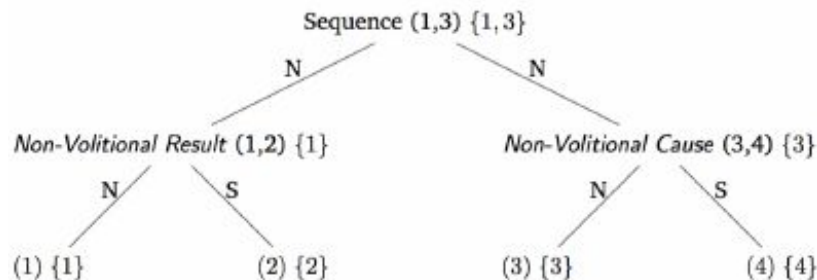 Sequence (1,3) {1, 3}
N N
Non-Volitional Result (1,2) {1} Non-Volitional Cause (3,4) {3}
N S N S
(1) {1} (2) {2} (3) {3} (4) {4}